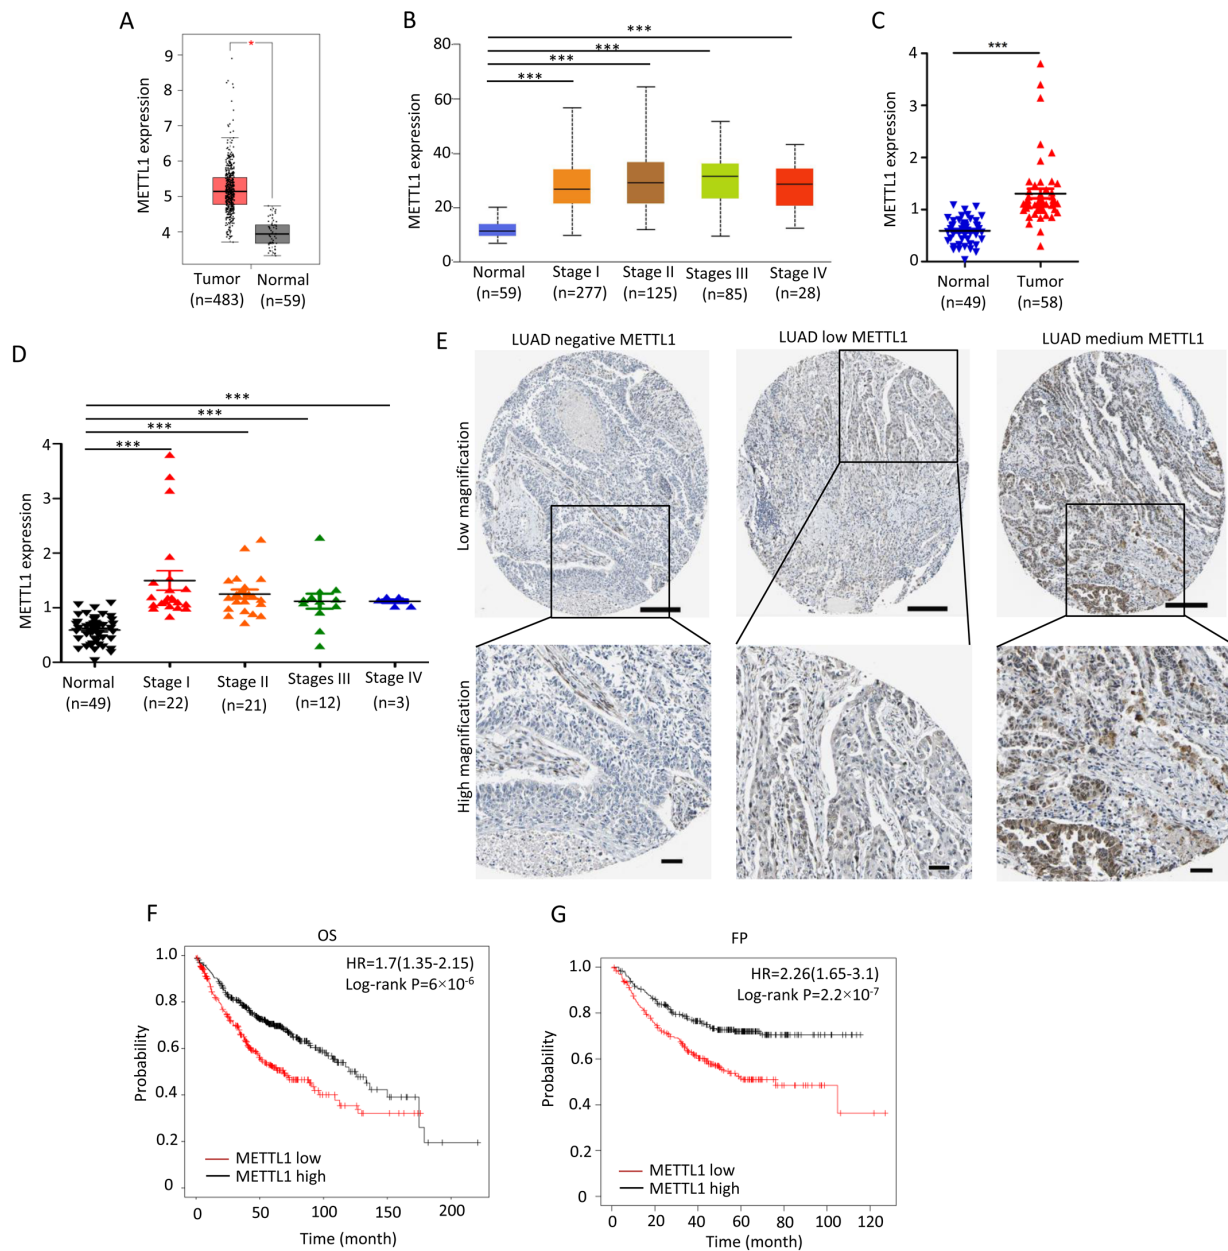 A
METTL1 expression
9
8
7
6
5
4
*
Tumor
(n=483)
Normal
(n=59)
B
METTL1 expression
80
60
40
20
0
***
***
***
***
Normal
(n=59)
Stage I
(n=277)
Stage II
(n=125)
Stages III
(n=85)
Stage IV
(n=28)
C
METTL1 expression
4
3
2
1
0
***
Normal
(n=49)
Tumor
(n=58)
D
METTL1 expression
4
3
2
1
0
***
***
***
***
Normal
(n=49)
Stage I
(n=22)
Stage II
(n=21)
Stages III
(n=12)
Stage IV
(n=3)
E
LUAD negative METTL1
LUAD low METTL1
LUAD medium METTL1
Low magnification
High magnification
F
OS
HR=1.7(1.35-2.15)
Log-rank P=6×10⁻⁶
Probability
1.0
0.8
0.6
0.4
0.2
0
METTL1 low
METTL1 high
0 50 100 150 200
Time (month)
G
FP
HR=2.26(1.65-3.1)
Log-rank P=2.2×10⁻⁷
Probability
1.0
0.8
0.6
0.4
0.2
0
METTL1 low
METTL1 high
0 20 40 60 80 100 120
Time (month)